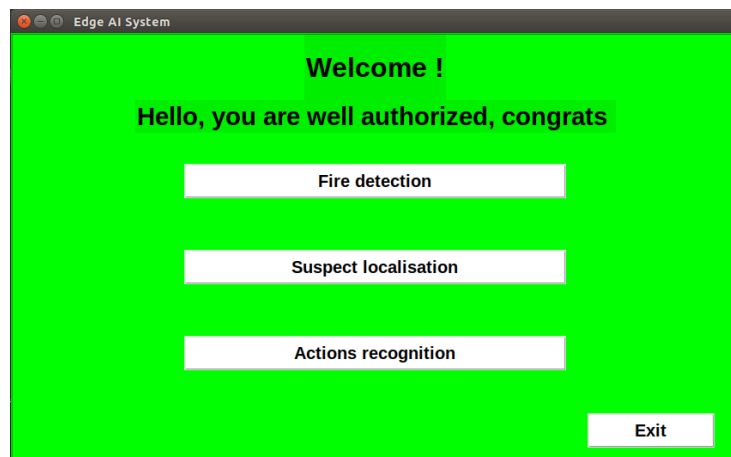 Edge AI System
Welcome !
Hello, you are well authorized, congrats
Fire detection
Suspect localisation
Actions recognition
Exit